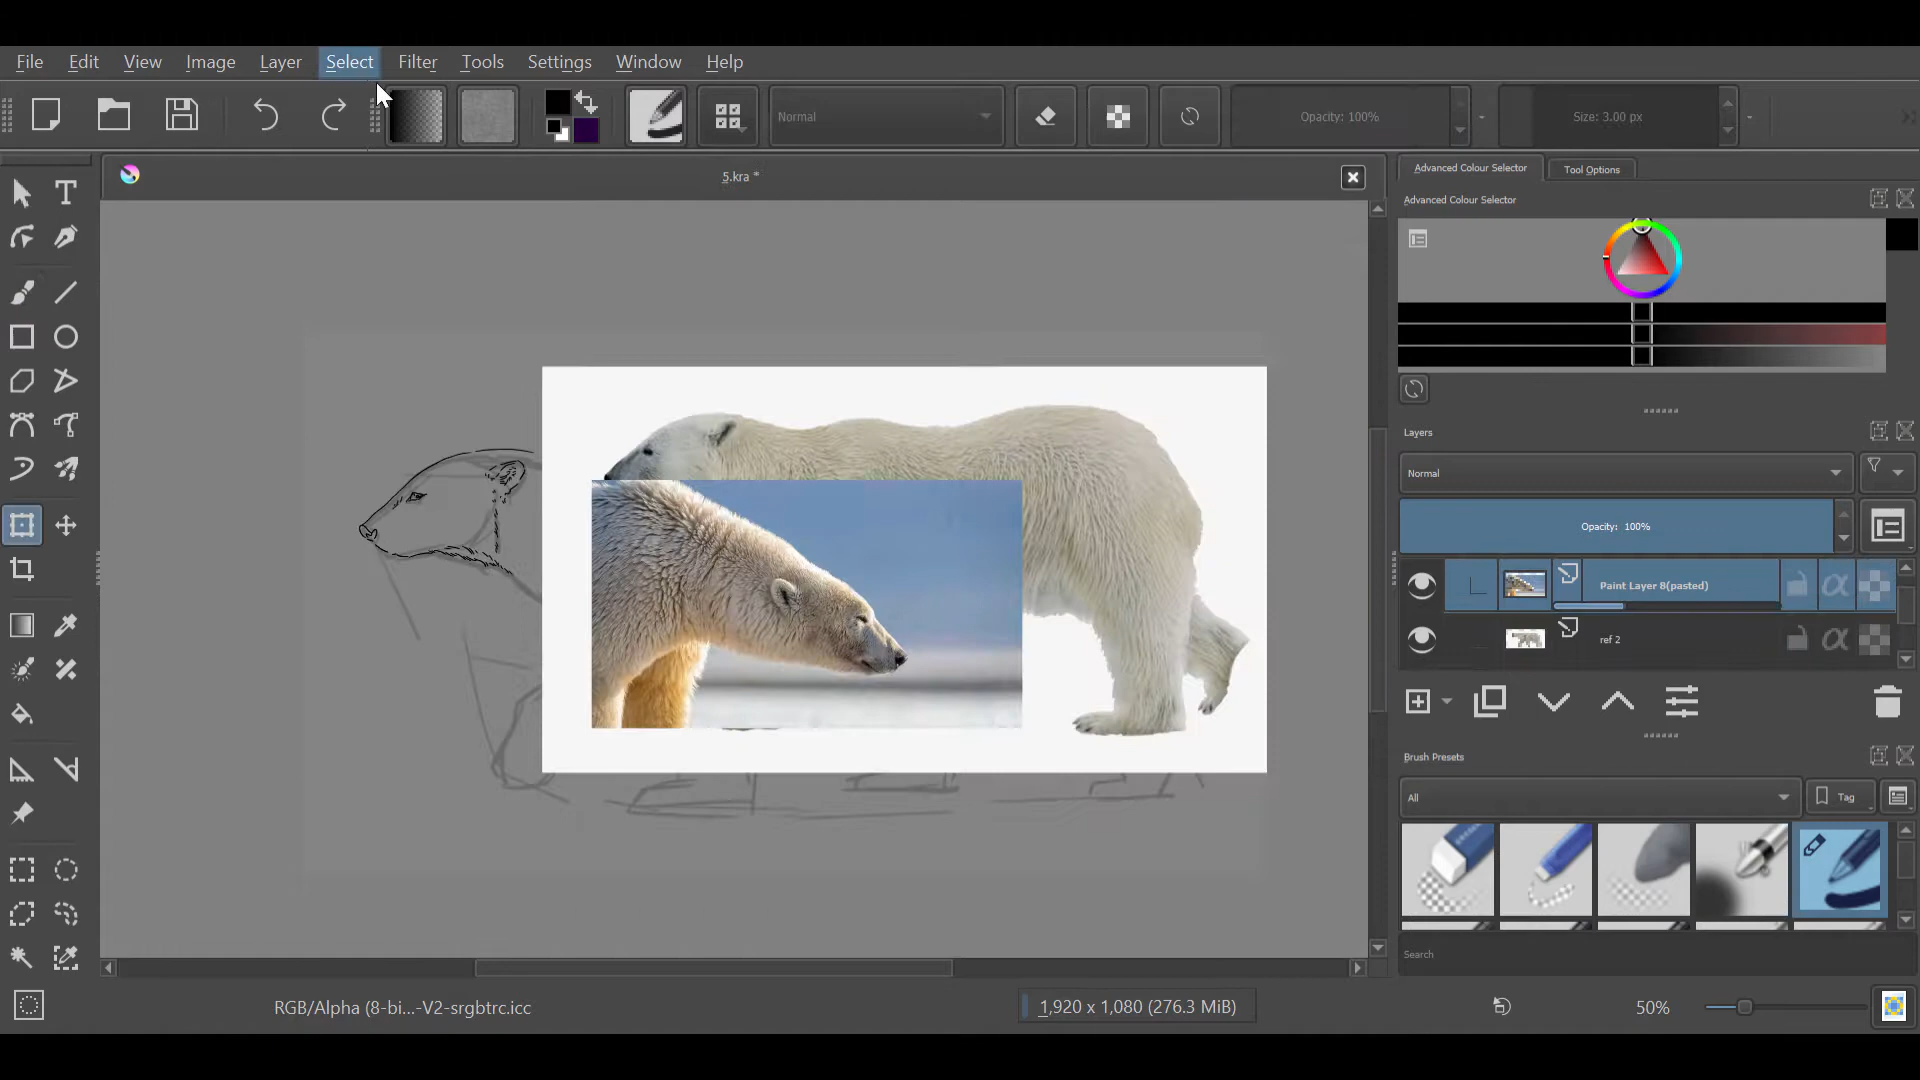 File Edit View Image Layer Select Filter Tools Settings Window Help
Normal Opacity: 100% Size: 3.00 px
5.kra *
Advanced Colour Selector Tool Options
Advanced Colour Selector
Layers
Normal
Opacity: 100%
Paint Layer 8(pasted)
ref 2
Brush Presets
All Tag
Search
RGB/Alpha (8-bi...-V2-srgbtrc.icc 1,920 x 1,080 (276.3 MiB) 50%